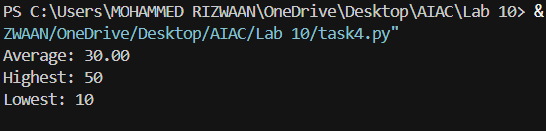 PS C:\Users\MOHAMMED RIZWAAN\OneDrive\Desktop\AIAC\Lab 10> &
ZWAAN/OneDrive/Desktop/AIAC/Lab 10/task4.py"
Average: 30.00
Highest: 50
Lowest: 10